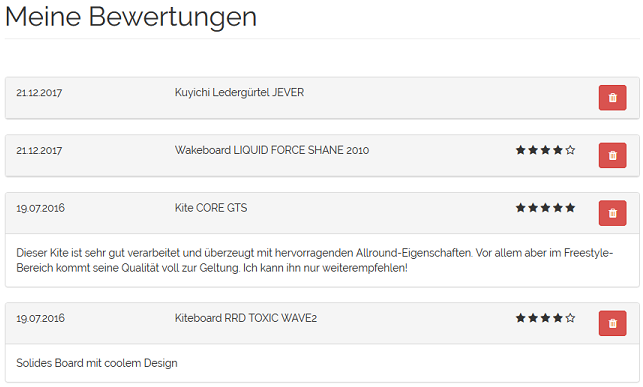 Meine Bewertungen
21.12.2017 Kuyichi Ledergürtel JEVER
21.12.2017 Wakeboard LIQUID FORCE SHANE 2010
19.07.2016 Kite CORE GTS
Dieser Kite ist sehr gut verarbeitet und überzeugt mit hervorragenden Allround-Eigenschaften. Vor allem aber im Freestyle-
Bereich kommt seine Qualität voll zur Geltung. Ich kann ihn nur weiterempfehlen!
19.07.2016 Kiteboard RRD TOXIC WAVE2
Solides Board mit coolem Design